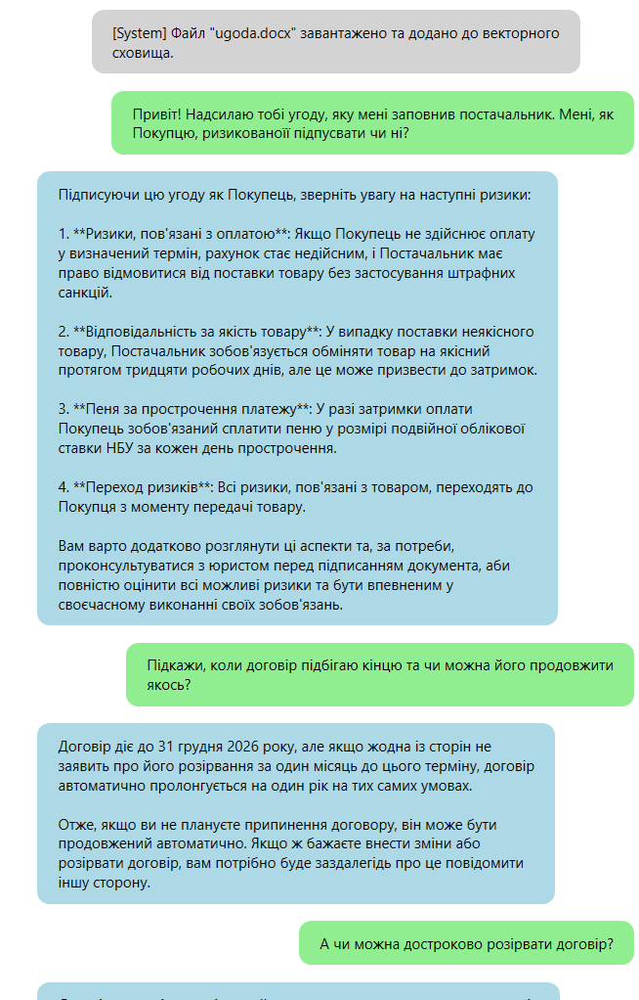 [System] Файл "ugoda.docx" завантажено та додано до векторного
сховища.
Привіт! Надсилаю тобі угоду, яку мені заповнив постачальник. Мені, як
Покупцю, ризикованоїї підпусвати чи ні?
Підписуючи цю угоду як Покупець, зверніть увагу на наступні ризики:
1. **Ризики, пов'язані з оплатою**: Якщо Покупець не здійснює оплату
у визначений термін, рахунок стає недійсним, і Постачальник має
право відмовитися від поставки товару без застосування штрафних
санкцій.
2. **Відповідальність за якість товару**: У випадку поставки неякісного
товару, Постачальник зобов'язується обміняти товар на якісний
протягом тридцяти робочих днів, але це може призвести до затримок.
3. **Пеня за прострочення платежу**: У разі затримки оплати
Покупець зобов'язаний сплатити пеню у розмірі подвійної облікової
ставки НБУ за кожен день прострочення.
4. **Перехід ризиків**: Всі ризики, пов'язані з товаром, переходять до
Покупця з моменту передачі товару.
Вам варто додатково розглянути ці аспекти та, за потреби,
проконсультуватися з юристом перед підписанням документа, аби
повністю оцінити всі можливі ризики та бути впевненим у
своєчасному виконанні своїх зобов'язань.
Підкажи, коли договір підбігаю кінцю та чи можна його продовжити
якось?
Договір діє до 31 грудня 2026 року, але якщо жодна із сторін не
заявить про його розірвання за один місяць до цього терміну, договір
автоматично пролонгується на один рік на тих самих умовах.
Отже, якщо ви не плануєте припинення договору, він може бути
продовжений автоматично. Якщо ж бажаєте внести зміни або
розірвати договір, вам потрібно буде заздалегідь про це повідомити
іншу сторону.
А чи можна достроково розірвати договір?